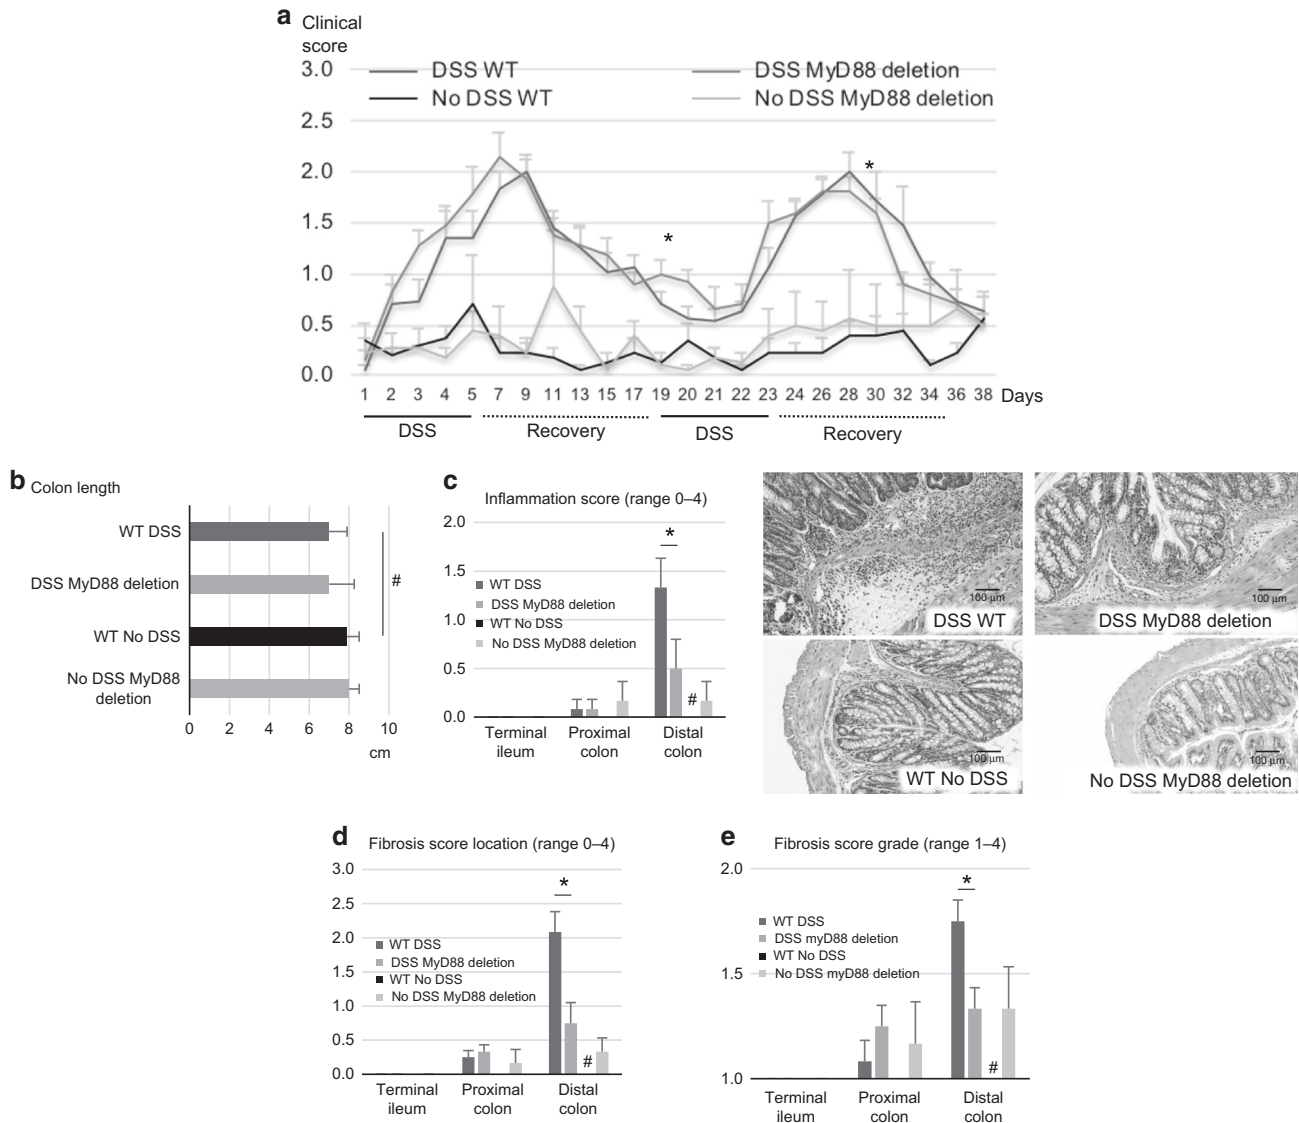 a Clinical
score
3.0
DSS WT
DSS MyD88 deletion
No DSS WT
No DSS MyD88 deletion
2.5
2.0
*
1.5
*
1.0
0.5
0.0
1 2 3 4 5 7 9 11 13 15 17 19 20 21 22 23 24 26 28 30 32 34 36 38 Days
DSS Recovery DSS Recovery
b Colon length
WT DSS
DSS MyD88 deletion
#
WT No DSS
No DSS MyD88
deletion
0 2 4 6 8 10
cm
c Inflammation score (range 0–4)
2.0
*
1.5
WT DSS
DSS MyD88 deletion
1.0
WT No DSS
No DSS MyD88 deletion
0.5
#
0.0
Terminal
ileum
Proximal
colon
Distal
colon
100 µm
DSS WT
100 µm
DSS MyD88 deletion
100 µm
WT No DSS
100 µm
No DSS MyD88 deletion
d Fibrosis score location (range 0–4)
3.0
*
2.5
2.0
WT DSS
DSS MyD88 deletion
1.5
WT No DSS
No DSS MyD88 deletion
1.0
0.5
#
0.0
Terminal
ileum
Proximal
colon
Distal
colon
e Fibrosis score grade (range 1–4)
2.0
*
WT DSS
DSS myD88 deletion
WT No DSS
1.5
No DSS myD88 deletion
#
1.0
Terminal
ileum
Proximal
colon
Distal
colon